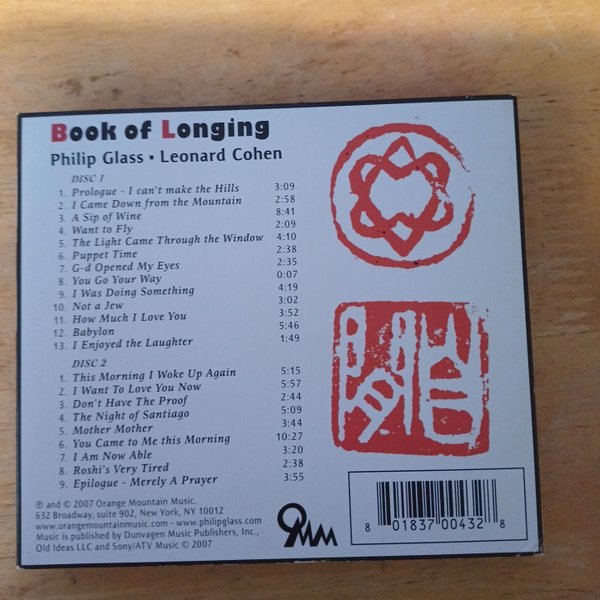 Book of Longing
Philip Glass ▪ Leonard Cohen
DISC 1
1. Prologue - I can't make the Hills 3:09
2. I Came Down from the Mountain 2:58
3. A Sip of Wine 8:41
4. Want to Fly 2:09
5. The Light Came Through the Window 4:10
6. Puppet Time 2:38
7. G-d Opened My Eyes 2:35
8. You Go Your Way 0:07
9. I Was Doing Something 4:19
10. Not a Jew 3:02
11. How Much I Love You 3:52
12. Babylon 5:46
13. I Enjoyed the Laughter 1:49
DISC 2
1. This Morning I Woke Up Again 5:15
2. I Want To Love You Now 5:57
3. Don't Have The Proof 2:44
4. The Night of Santiago 5:09
5. Mother Mother 3:44
6. You Came to Me this Morning 10:27
7. I Am Now Able 3:20
8. Roshi's Very Tired 2:38
9. Epilogue - Merely A Prayer 3:55
℗ and © 2007 Orange Mountain Music.
632 Broadway, suite 902, New York, NY 10012
www.orangemountainmusic.com - www.philipglass.com
Music is published by Dunvagen Music Publishers, Inc.,
Old Ideas LLC and Sony/ATV Music © 2007
OMM
8 01837 00432 8